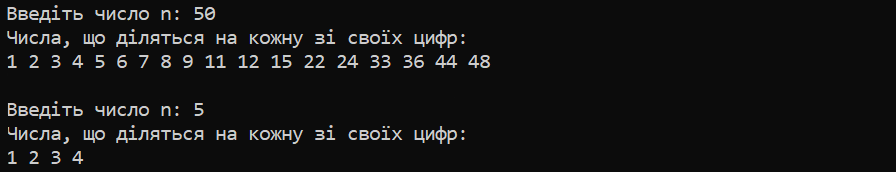 Введіть число n: 50
Числа, що діляться на кожну зі своїх цифр:
1 2 3 4 5 6 7 8 9 11 12 15 22 24 33 36 44 48
Введіть число n: 5
Числа, що діляться на кожну зі своїх цифр:
1 2 3 4